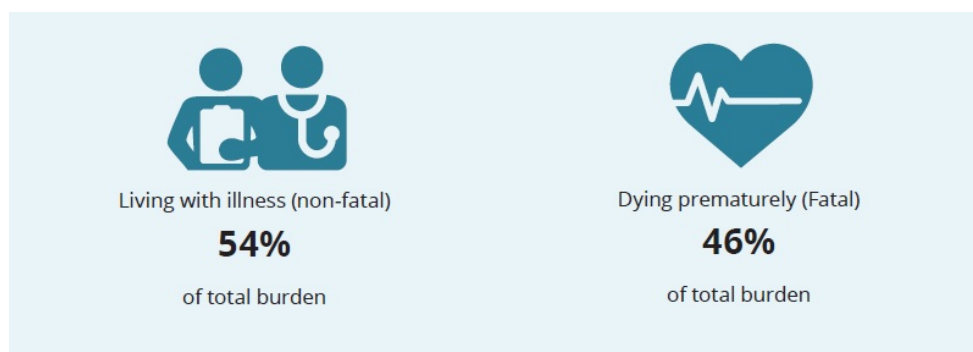 Living with illness (non-fatal)
54%
of total burden
Dying prematurely (Fatal)
46%
of total burden